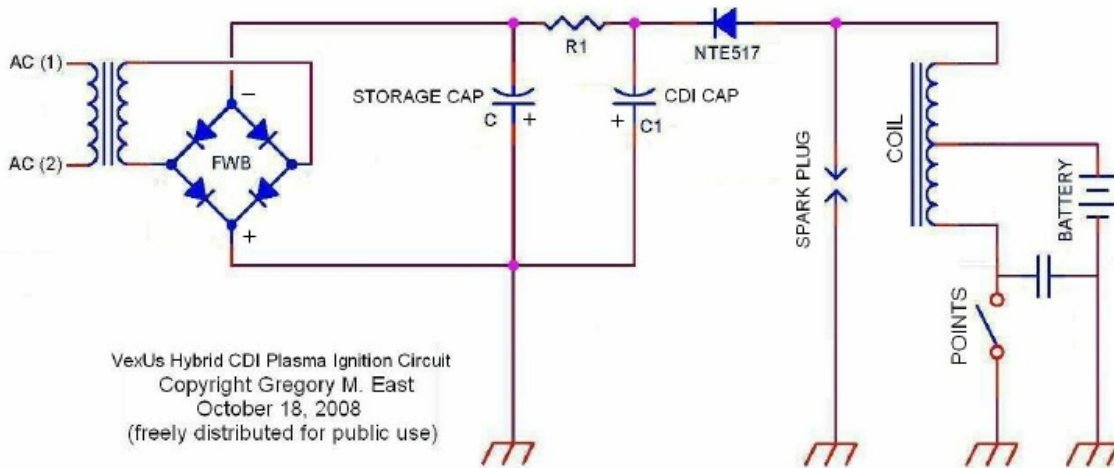 R1
NTE517
AC (1)
AC (2)
−
FWB
+
STORAGE CAP
C +
CDI CAP
+ C1
SPARK PLUG
COIL
BATTERY
POINTS
VexUs Hybrid CDI Plasma Ignition Circuit
Copyright Gregory M. East
October 18, 2008
(freely distributed for public use)